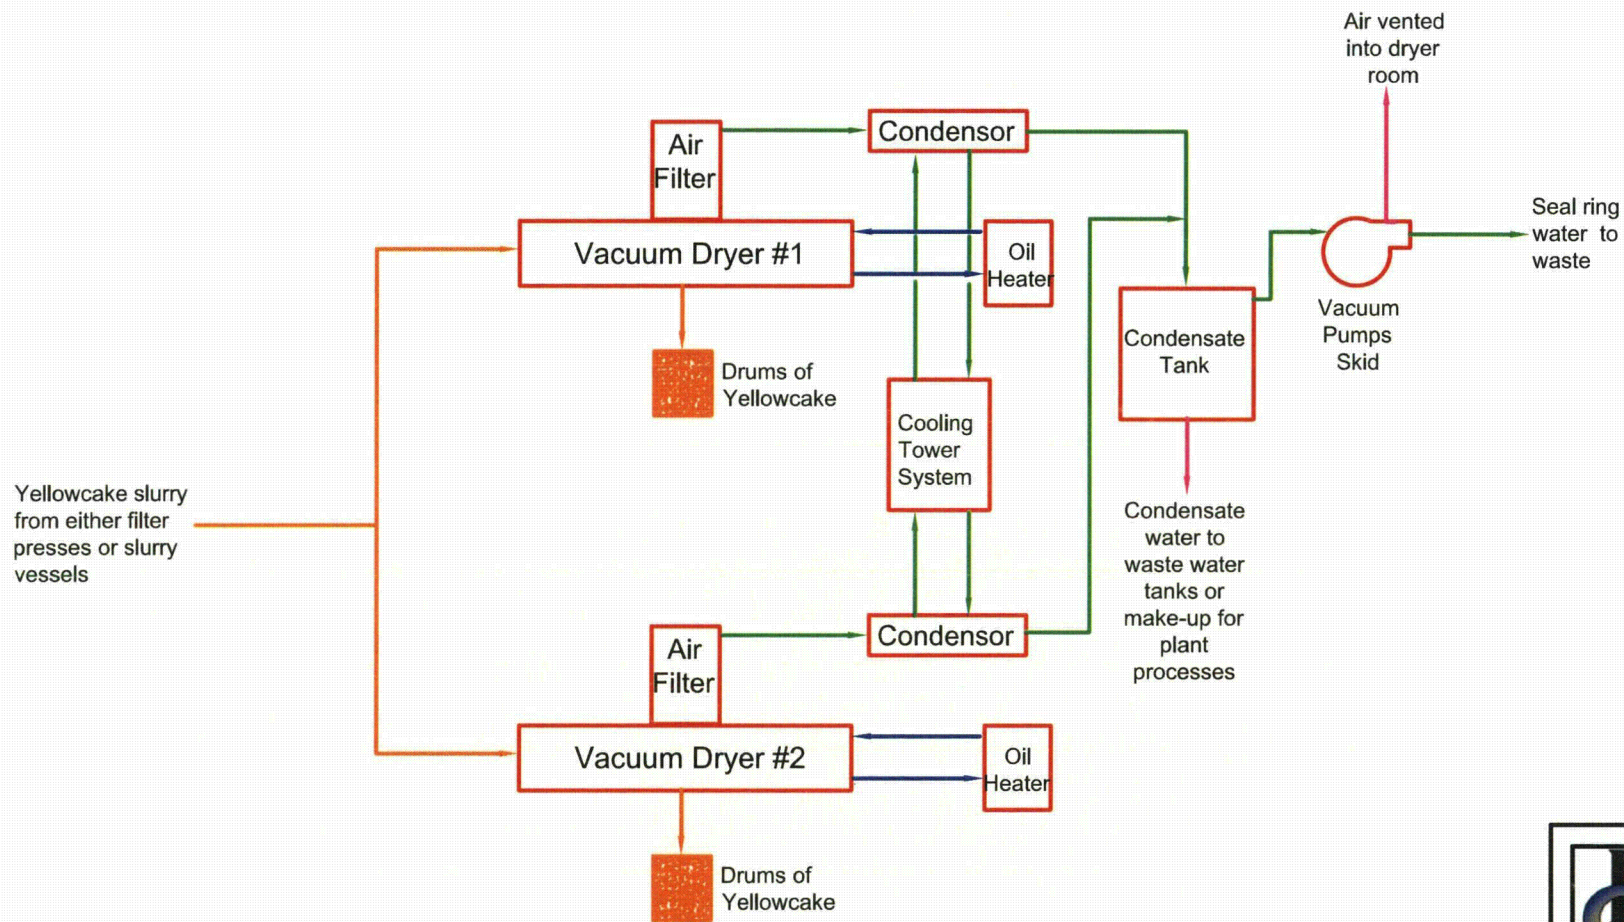 Air vented
into dryer
room
Air
Filter
Condensor
Vacuum Dryer #1
Oil
Heater
Seal ring
water to
waste
Vacuum
Pumps
Skid
Condensate
Tank
Drums of
Yellowcake
Cooling
Tower
System
Yellowcake slurry
from either filter
presses or slurry
vessels
Condensate
water to
waste water
tanks or
make-up for
plant
processes
Air
Filter
Condensor
Vacuum Dryer #2
Oil
Heater
Drums of
Yellowcake